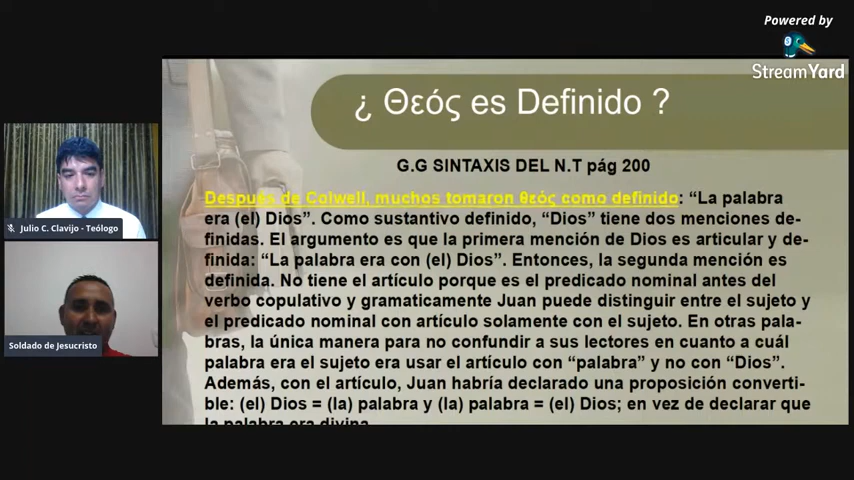 Powered by
StreamYard
¿ Θεός es Definido ?
G.G SINTAXIS DEL N.T pág 200
Después de Colwell, muchos tomaron θεός como definido: “La palabra
era (el) Dios”. Como sustantivo definido, “Dios” tiene dos menciones de-
finidas. El argumento es que la primera mención de Dios es articular y de-
finida: “La palabra era con (el) Dios”. Entonces, la segunda mención es
definida. No tiene el artículo porque es el predicado nominal antes del
verbo copulativo y gramaticamente Juan puede distinguir entre el sujeto y
el predicado nominal con artículo solamente con el sujeto. En otras pala-
bras, la única manera para no confundir a sus lectores en cuanto a cuál
palabra era el sujeto era usar el artículo con “palabra” y no con “Dios”.
Además, con el artículo, Juan habría declarado una proposición converti-
ble: (el) Dios = (la) palabra y (la) palabra = (el) Dios; en vez de declarar que
la palabra era divina
Julio C. Clavijo - Teólogo
Soldado de Jesucristo